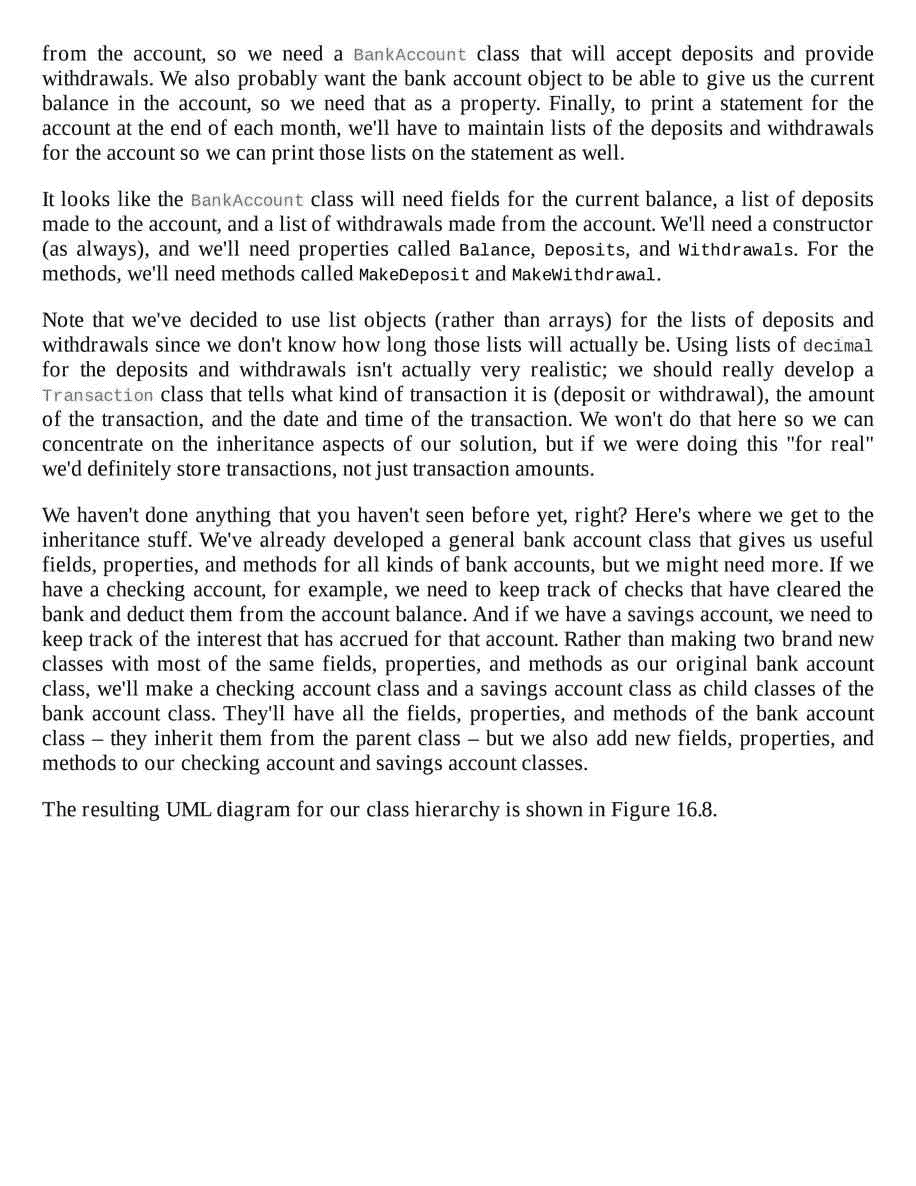 from the account, so we need a BankAccount class that will accept deposits and provide
withdrawals. We also probably want the bank account object to be able to give us the current
balance in the account, so we need that as a property. Finally, to print a statement for the
account at the end of each month, we'll have to maintain lists of the deposits and withdrawals
for the account so we can print those lists on the statement as well.
It looks like the BankAccount class will need fields for the current balance, a list of deposits
made to the account, and a list of withdrawals made from the account. We'll need a constructor
(as always), and we'll need properties called Balance, Deposits, and Withdrawals. For the
methods, we'll need methods called MakeDeposit and MakeWithdrawal.
Note that we've decided to use list objects (rather than arrays) for the lists of deposits and
withdrawals since we don't know how long those lists will actually be. Using lists of decimal
for the deposits and withdrawals isn't actually very realistic; we should really develop a
Transaction class that tells what kind of transaction it is (deposit or withdrawal), the amount
of the transaction, and the date and time of the transaction. We won't do that here so we can
concentrate on the inheritance aspects of our solution, but if we were doing this "for real"
we'd definitely store transactions, not just transaction amounts.
We haven't done anything that you haven't seen before yet, right? Here's where we get to the
inheritance stuff. We've already developed a general bank account class that gives us useful
fields, properties, and methods for all kinds of bank accounts, but we might need more. If we
have a checking account, for example, we need to keep track of checks that have cleared the
bank and deduct them from the account balance. And if we have a savings account, we need to
keep track of the interest that has accrued for that account. Rather than making two brand new
classes with most of the same fields, properties, and methods as our original bank account
class, we'll make a checking account class and a savings account class as child classes of the
bank account class. They'll have all the fields, properties, and methods of the bank account
class – they inherit them from the parent class – but we also add new fields, properties, and
methods to our checking account and savings account classes.
The resulting UML diagram for our class hierarchy is shown in Figure 16.8.